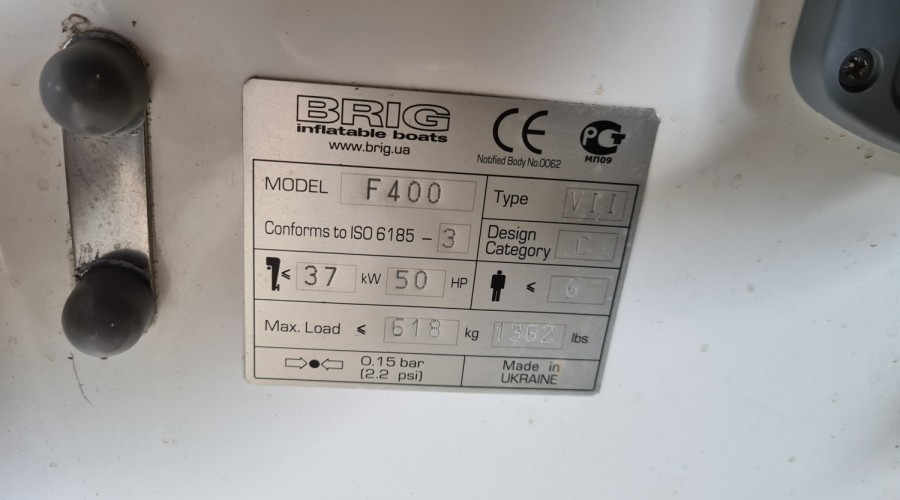 BRIG
inflatable boats
www.brig.ua
CE
Notified Body No.0062
РСТ
МП09
MODEL F400
Type VII
Conforms to ISO 6185 - 3
Design Category C
≤ 37 kW 50 HP
≤ 6
Max. Load ≤ 618 kg 1362 lbs
0,15 bar
(2.2 psi)
Made in
UKRAINE